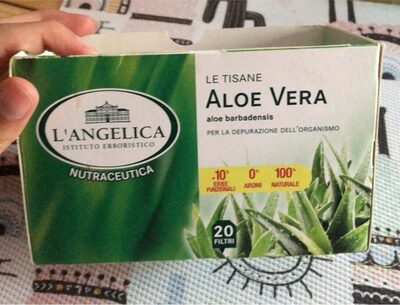 LE TISANE
ALOE VERA
aloe barbadensis
PER LA DEPURAZIONE DELL'ORGANISMO
L'ANGELICA
ISTITUTO ERBORISTICO
NUTRACEUTICA
+10% ERBE FUNZIONALI
0% AROMI
100% NATURALE
20
FILTRI